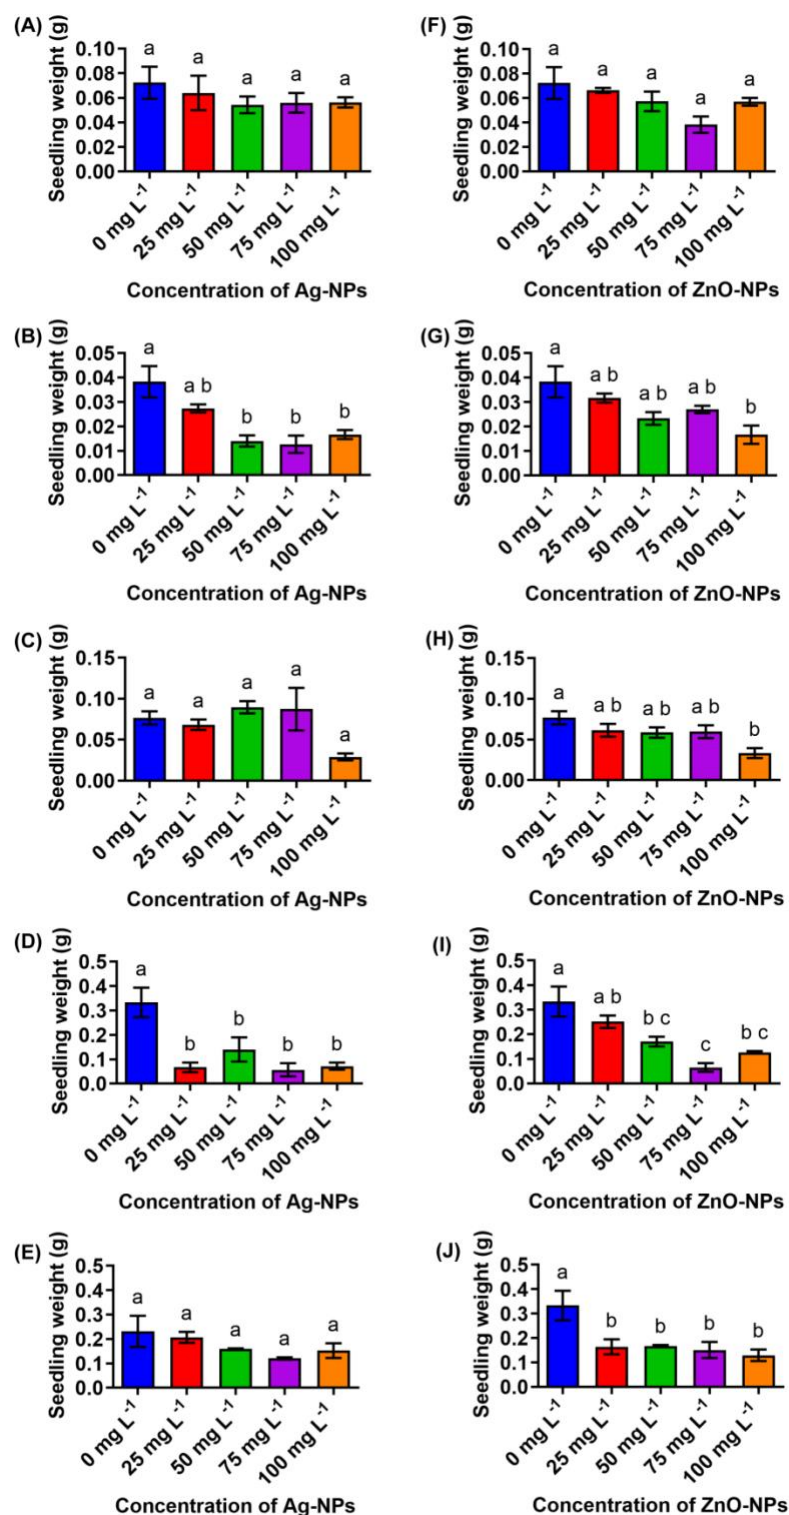 (A)
Seedling weight (g)
0.10
0.08
0.06
0.04
0.02
0.00
a a a a a
0 mg L⁻¹
25 mg L⁻¹
50 mg L⁻¹
75 mg L⁻¹
100 mg L⁻¹
Concentration of Ag-NPs
(F)
Seedling weight (g)
0.10
0.08
0.06
0.04
0.02
0.00
a a a a a
0 mg L⁻¹
25 mg L⁻¹
50 mg L⁻¹
75 mg L⁻¹
100 mg L⁻¹
Concentration of ZnO-NPs
(B)
Seedling weight (g)
0.05
0.04
0.03
0.02
0.01
0.00
a a b b b b
0 mg L⁻¹
25 mg L⁻¹
50 mg L⁻¹
75 mg L⁻¹
100 mg L⁻¹
Concentration of Ag-NPs
(G)
Seedling weight (g)
0.05
0.04
0.03
0.02
0.01
0.00
a a b a b a b b
0 mg L⁻¹
25 mg L⁻¹
50 mg L⁻¹
75 mg L⁻¹
100 mg L⁻¹
Concentration of ZnO-NPs
(C)
Seedling weight (g)
0.15
0.10
0.05
0.00
a a a a a
0 mg L⁻¹
25 mg L⁻¹
50 mg L⁻¹
75 mg L⁻¹
100 mg L⁻¹
Concentration of Ag-NPs
(H)
Seedling weight (g)
0.15
0.10
0.05
0.00
a a b a b a b b
0 mg L⁻¹
25 mg L⁻¹
50 mg L⁻¹
75 mg L⁻¹
100 mg L⁻¹
Concentration of ZnO-NPs
(D)
Seedling weight (g)
0.5
0.4
0.3
0.2
0.1
0.0
a b b b b
0 mg L⁻¹
25 mg L⁻¹
50 mg L⁻¹
75 mg L⁻¹
100 mg L⁻¹
Concentration of Ag-NPs
(I)
Seedling weight (g)
0.5
0.4
0.3
0.2
0.1
0.0
a a b b c c b c
0 mg L⁻¹
25 mg L⁻¹
50 mg L⁻¹
75 mg L⁻¹
100 mg L⁻¹
Concentration of ZnO-NPs
(E)
Seedling weight (g)
0.5
0.4
0.3
0.2
0.1
0.0
a a a a a
0 mg L⁻¹
25 mg L⁻¹
50 mg L⁻¹
75 mg L⁻¹
100 mg L⁻¹
Concentration of Ag-NPs
(J)
Seedling weight (g)
0.5
0.4
0.3
0.2
0.1
0.0
a b b b b
0 mg L⁻¹
25 mg L⁻¹
50 mg L⁻¹
75 mg L⁻¹
100 mg L⁻¹
Concentration of ZnO-NPs